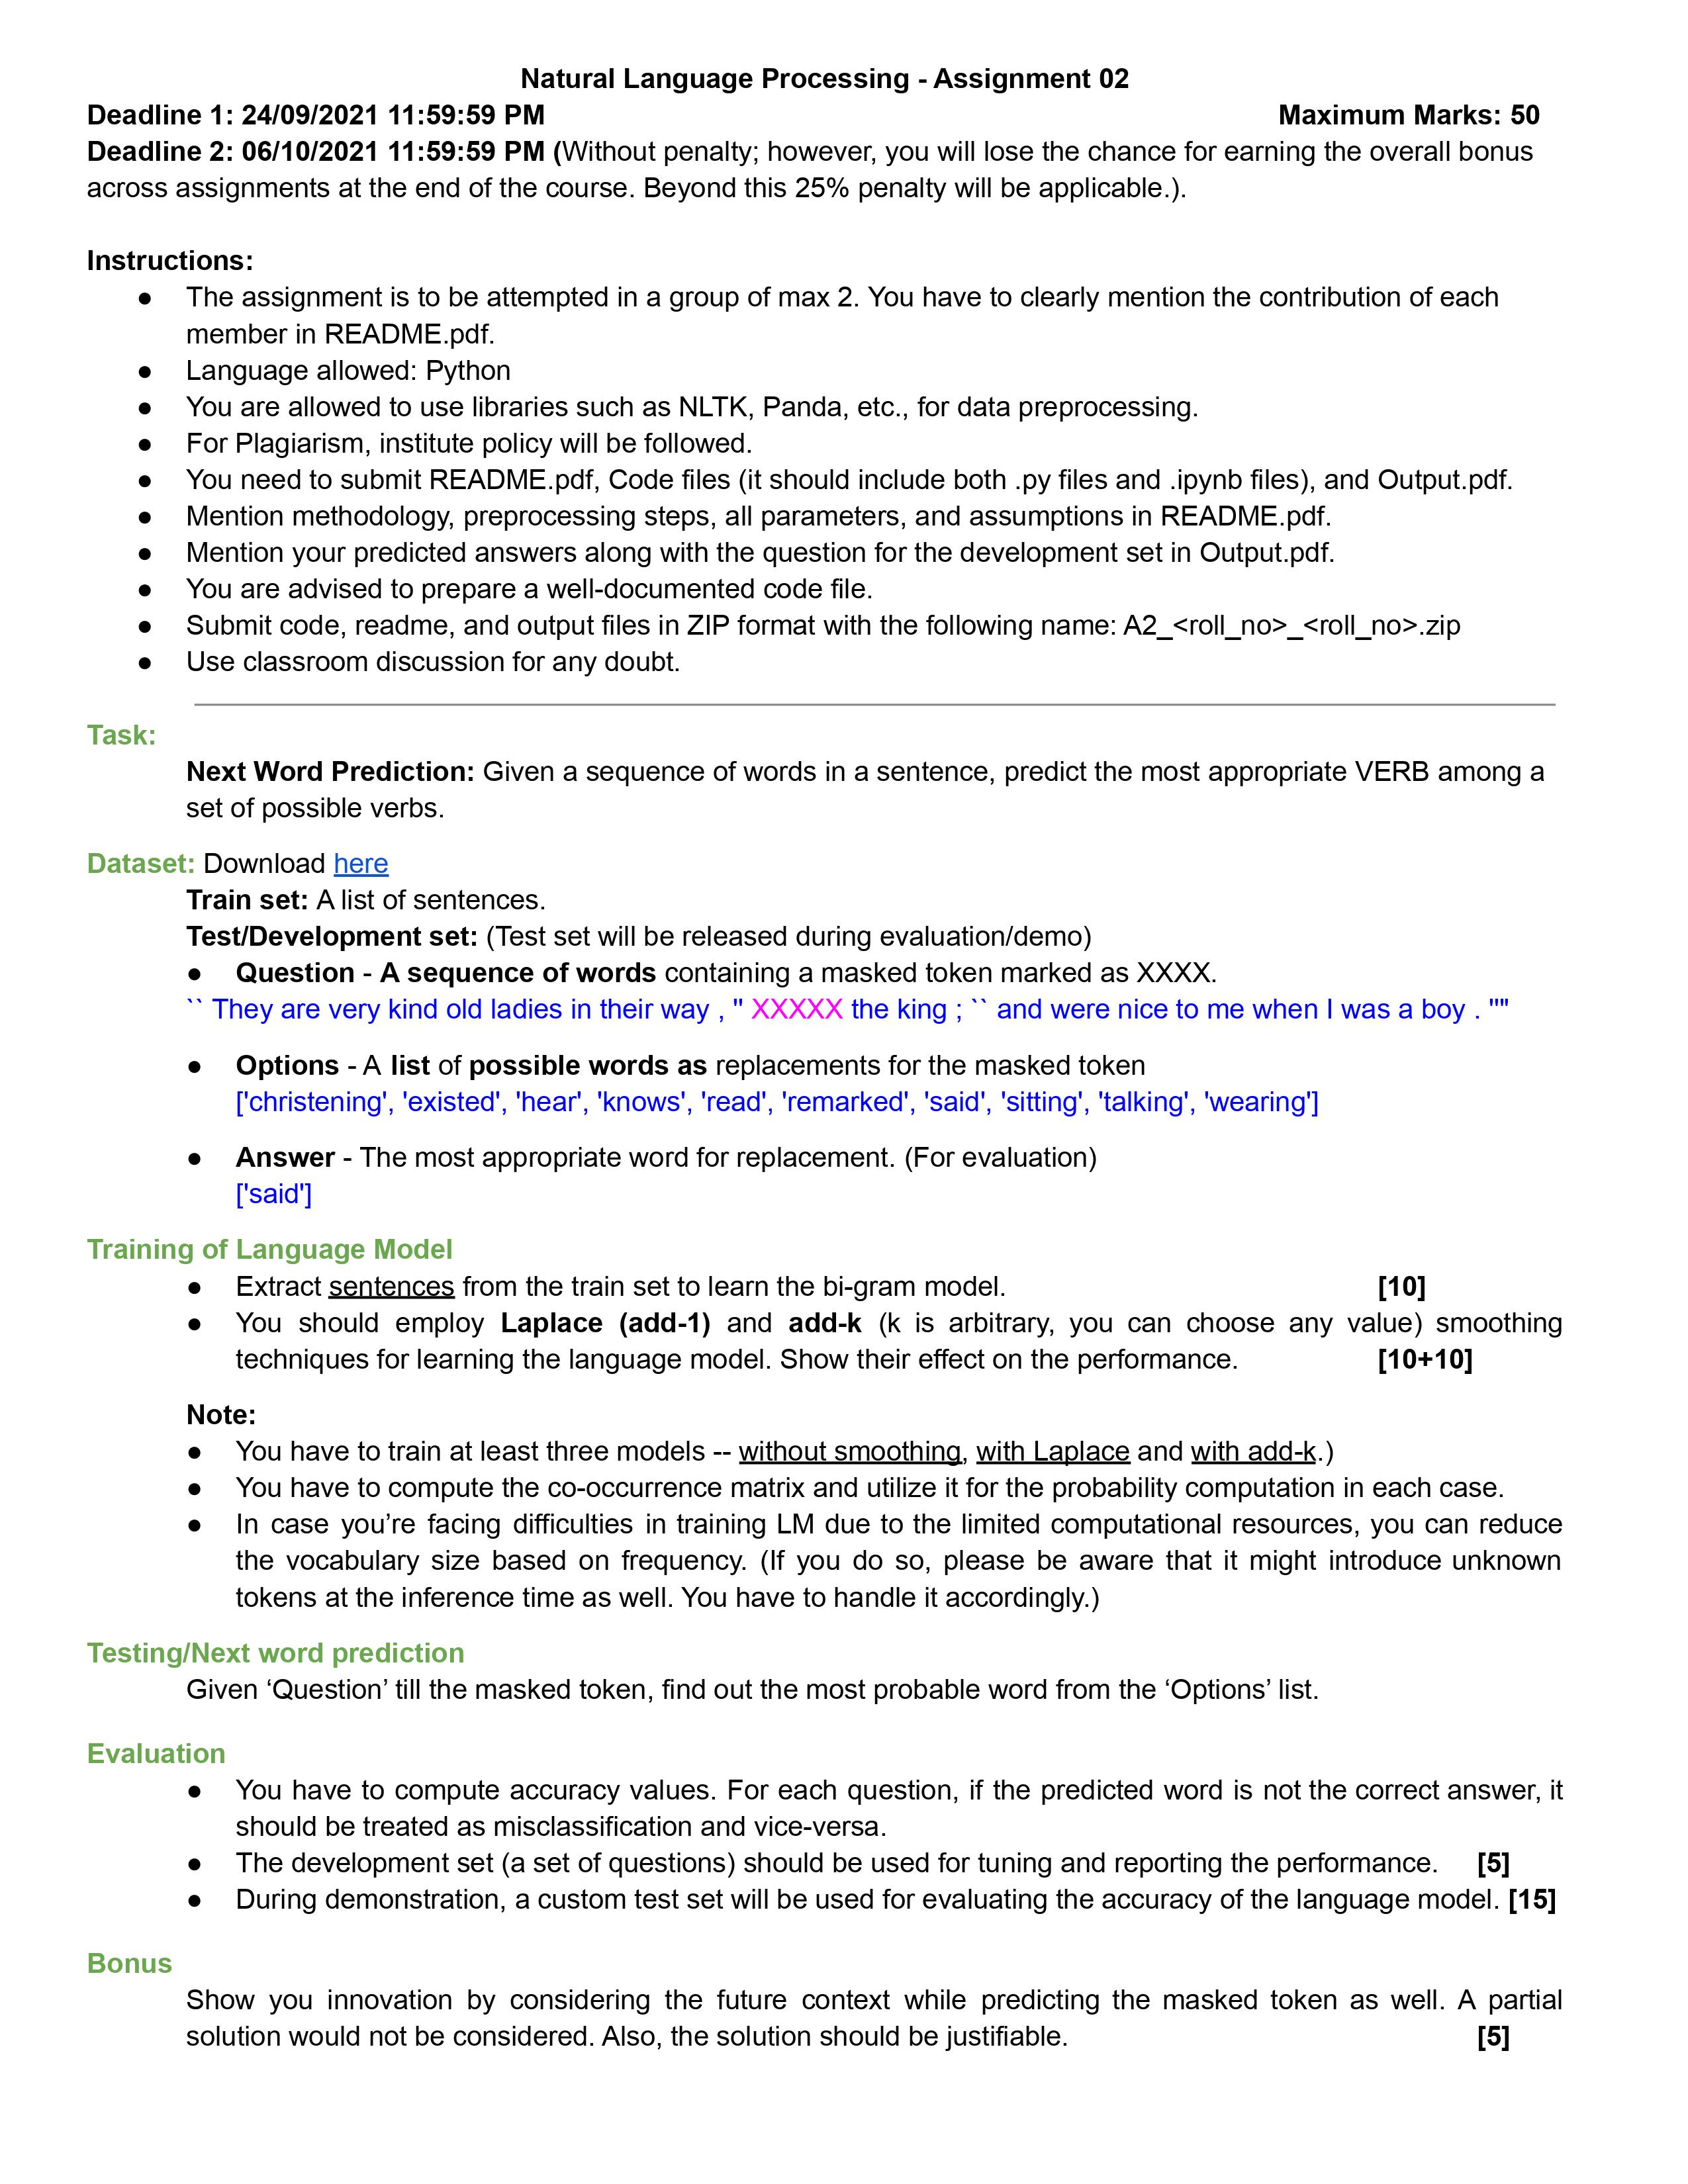 Natural Language Processing - Assignment 02
Deadline 1: 24/09/2021 11:59:59 PM Maximum Marks: 50
Deadline 2: 06/10/2021 11:59:59 PM (Without penalty; however, you will lose the chance for earning the overall bonus
across assignments at the end of the course. Beyond this 25% penalty will be applicable.).
Instructions:
● The assignment is to be attempted in a group of max 2. You have to clearly mention the contribution of each
member in README.pdf.
● Language allowed: Python
● You are allowed to use libraries such as NLTK, Panda, etc., for data preprocessing.
● For Plagiarism, institute policy will be followed.
● You need to submit README.pdf, Code files (it should include both .py files and .ipynb files), and Output.pdf.
● Mention methodology, preprocessing steps, all parameters, and assumptions in README.pdf.
● Mention your predicted answers along with the question for the development set in Output.pdf.
● You are advised to prepare a well-documented code file.
● Submit code, readme, and output files in ZIP format with the following name: A2_<roll_no>_<roll_no>.zip
● Use classroom discussion for any doubt.
Task:
Next Word Prediction: Given a sequence of words in a sentence, predict the most appropriate VERB among a
set of possible verbs.
Dataset: Download here
Train set: A list of sentences.
Test/Development set: (Test set will be released during evaluation/demo)
● Question - A sequence of words containing a masked token marked as XXXX.
`` They are very kind old ladies in their way , '' XXXXX the king ; `` and were nice to me when I was a boy . ''"
● Options - A list of possible words as replacements for the masked token
['christening', 'existed', 'hear', 'knows', 'read', 'remarked', 'said', 'sitting', 'talking', 'wearing']
● Answer - The most appropriate word for replacement. (For evaluation)
['said']
Training of Language Model
● Extract sentences from the train set to learn the bi-gram model. [10]
● You should employ Laplace (add-1) and add-k (k is arbitrary, you can choose any value) smoothing
techniques for learning the language model. Show their effect on the performance. [10+10]
Note:
● You have to train at least three models -- without smoothing, with Laplace and with add-k.)
● You have to compute the co-occurrence matrix and utilize it for the probability computation in each case.
● In case you’re facing difficulties in training LM due to the limited computational resources, you can reduce
the vocabulary size based on frequency. (If you do so, please be aware that it might introduce unknown
tokens at the inference time as well. You have to handle it accordingly.)
Testing/Next word prediction
Given ‘Question’ till the masked token, find out the most probable word from the ‘Options’ list.
Evaluation
● You have to compute accuracy values. For each question, if the predicted word is not the correct answer, it
should be treated as misclassification and vice-versa.
● The development set (a set of questions) should be used for tuning and reporting the performance. [5]
● During demonstration, a custom test set will be used for evaluating the accuracy of the language model. [15]
Bonus
Show you innovation by considering the future context while predicting the masked token as well. A partial
solution would not be considered. Also, the solution should be justifiable. [5]